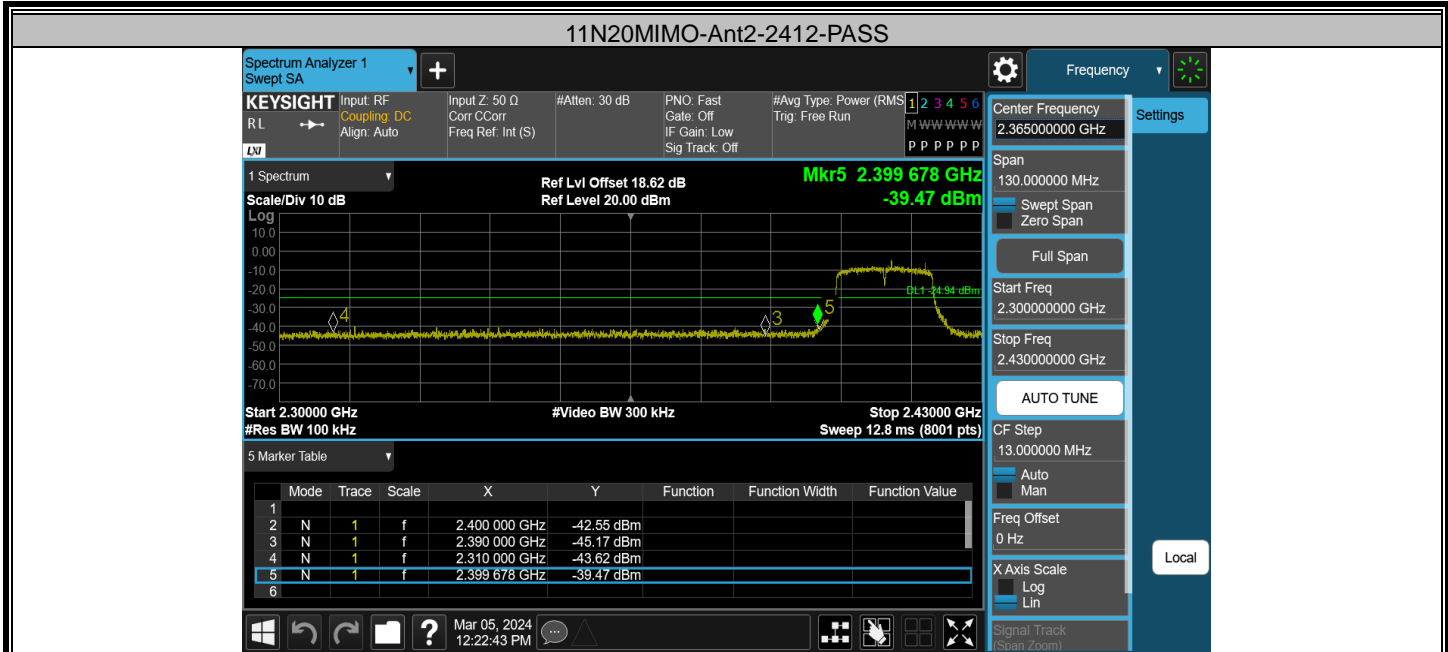 11N20MIMO-Ant2-2412-PASS
Spectrum Analyzer 1
Swept SA
+
Frequency
KEYSIGHT
RL
LXI
Input: RF
Coupling: DC
Align: Auto
Input Z: 50 Ω
Corr CCorr
Freq Ref: Int (S)
#Atten: 30 dB
PNO: Fast
Gate: Off
IF Gain: Low
Sig Track: Off
#Avg Type: Power (RMS
Trig: Free Run
1 2 3 4 5 6
M W W W W W
P P P P P P
1 Spectrum
Scale/Div 10 dB
Ref Lvl Offset 18.62 dB
Ref Level 20.00 dBm
Mkr5 2.399 678 GHz
-39.47 dBm
Log
10.0
0.00
-10.0
-20.0
-30.0
-40.0
-50.0
-60.0
-70.0
DL1 -24.94 dBm
4
3
5
Start 2.30000 GHz
#Video BW 300 kHz
Stop 2.43000 GHz
#Res BW 100 kHz
Sweep 12.8 ms (8001 pts)
5 Marker Table
Mode Trace Scale X Y Function Function Width Function Value
1
2 N 1 f 2.400 000 GHz -42.55 dBm
3 N 1 f 2.390 000 GHz -45.17 dBm
4 N 1 f 2.310 000 GHz -43.62 dBm
5 N 1 f 2.399 678 GHz -39.47 dBm
6
?
Mar 05, 2024
12:22:43 PM
Center Frequency
2.365000000 GHz
Settings
Span
130.000000 MHz
Swept Span
Zero Span
Full Span
Start Freq
2.300000000 GHz
Stop Freq
2.430000000 GHz
AUTO TUNE
CF Step
13.000000 MHz
Auto
Man
Freq Offset
0 Hz
Local
X Axis Scale
Log
Lin
Signal Track
(Span Zoom)